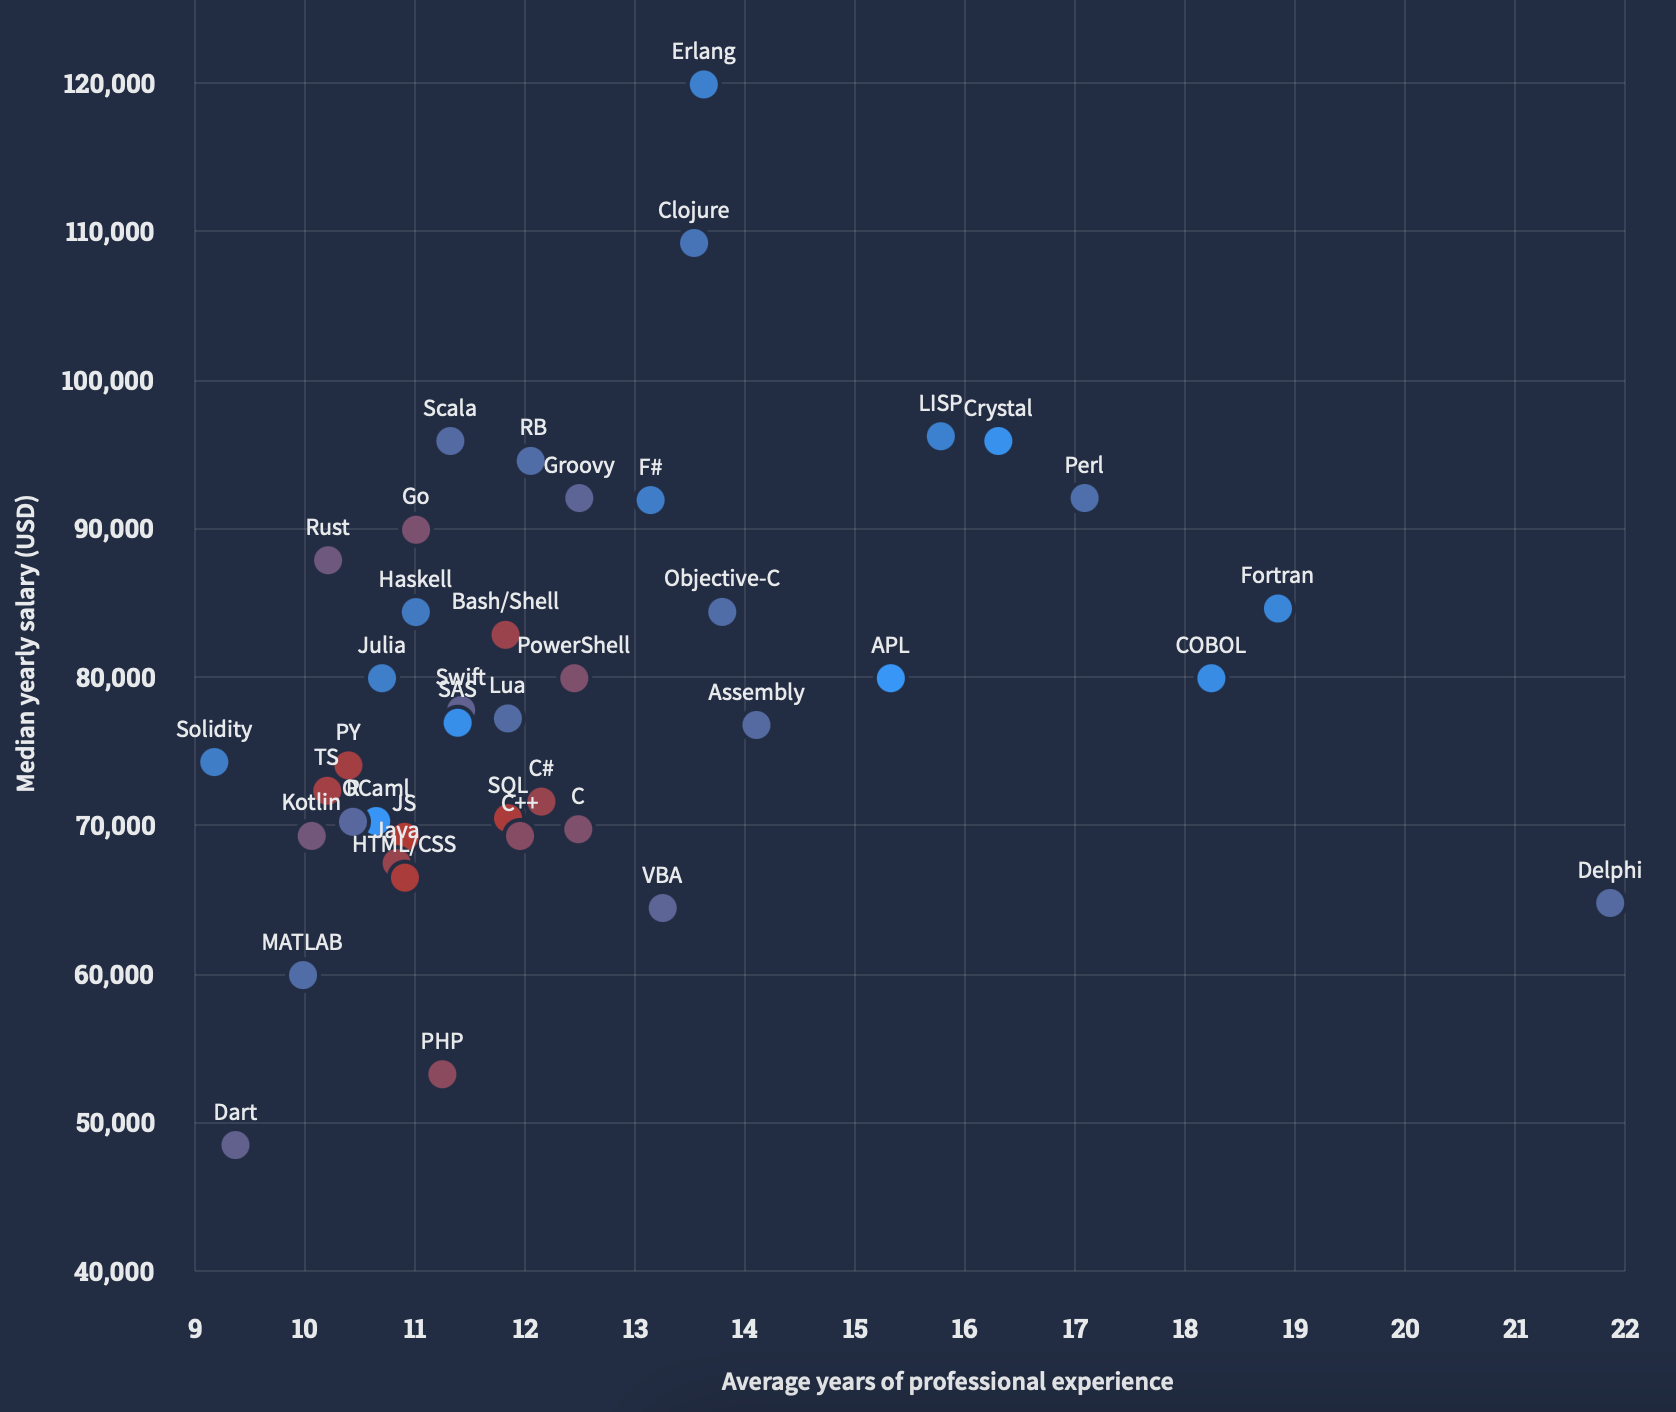 Erlang
120,000
Clojure
110,000
100,000
LISP
Crystal
Scala
RB
Groovy
F#
Perl
Go
Rust
90,000
Fortran
Objective-C
Haskell
Bash/Shell
Julia
PowerShell
APL
COBOL
80,000
Swift
SAS
Lua
Assembly
Median yearly salary (USD)
Solidity
PY
TS
C#
SQL
OCaml
R
C
Kotlin
JS
C++
70,000
Java
HTML/CSS
Delphi
VBA
MATLAB
60,000
PHP
Dart
50,000
40,000
9 10 11 12 13 14 15 16 17 18 19 20 21 22
Average years of professional experience